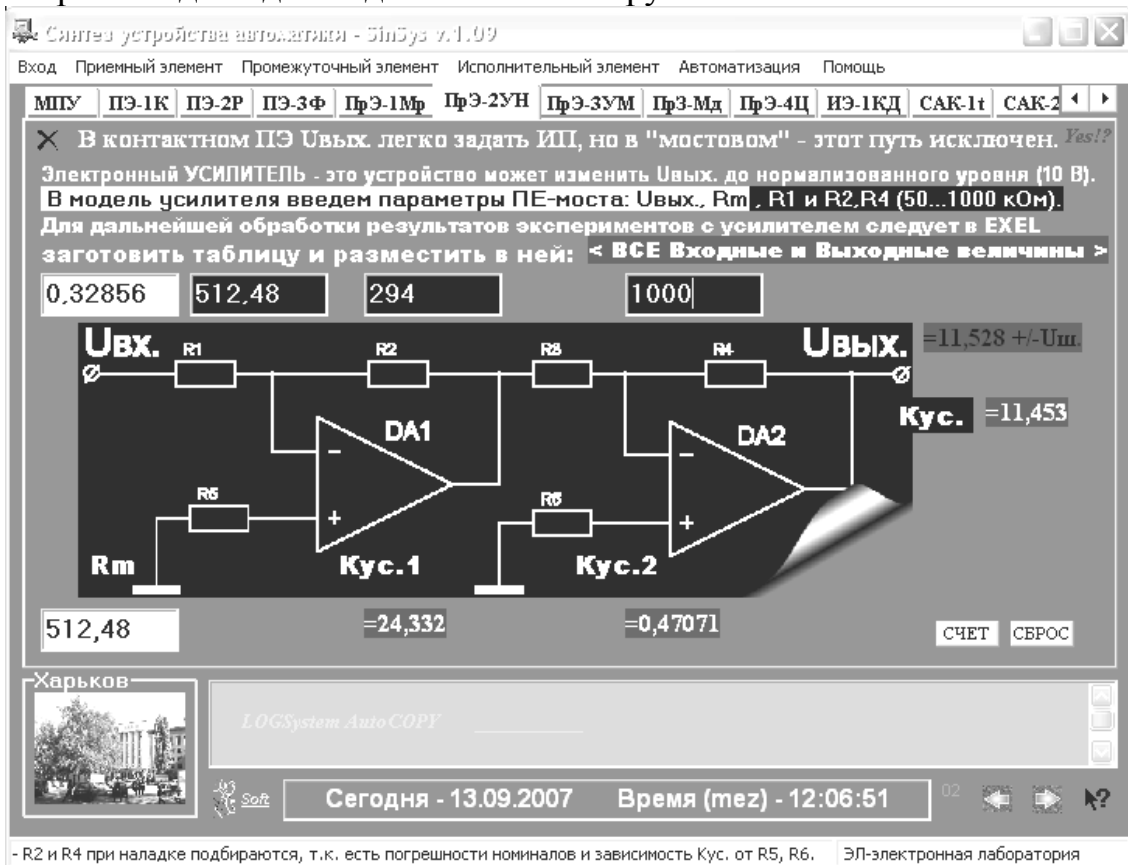 Синтез устройства автоматики - SinSys v.1.09
Вход Приемный элемент Промежуточный элемент Исполнительный элемент Автоматизация Помощь
МПУ ПЭ-1К ПЭ-2Р ПЭ-3Ф ПрЭ-1Мр ПрЭ-2УН ПрЭ-3УМ ПрЗ-Мд ПрЭ-4Ц ИЭ-1КД САК-1t САК-2
В контактном ПЭ Uвых. легко задать ИП, но в "мостовом" - этот путь исключен. Yes!?
Электронный УСИЛИТЕЛЬ - это устройство может изменить Uвых. до нормализованного уровня (10 В).
В модель усилителя введем параметры ПЕ-моста: Uвых., Rm , R1 и R2,R4 (50...1000 кОм).
Для дальнейшей обработки результатов экспериментов с усилителем следует в EXEL
заготовить таблицу и разместить в ней: < ВСЕ Входные и Выходные величины >
0,32856 512,48 294 1000
Uвх. R1 R2 R3 R4 Uвых. =11,528 +/-Uш.
Кус. =11,453
DA1 DA2
R5 R6
Rm Кус.1 Кус.2
512,48 =24,332 =0,47071 СЧЕТ СБРОС
Харьков
LOGSystem AutoCOPY
Soft Сегодня - 13.09.2007 Время (mez) - 12:06:51 02
- R2 и R4 при наладке подбираются, т.к. есть погрешности номиналов и зависимость Кус. от R5, R6. ЭЛ-электронная лаборатория